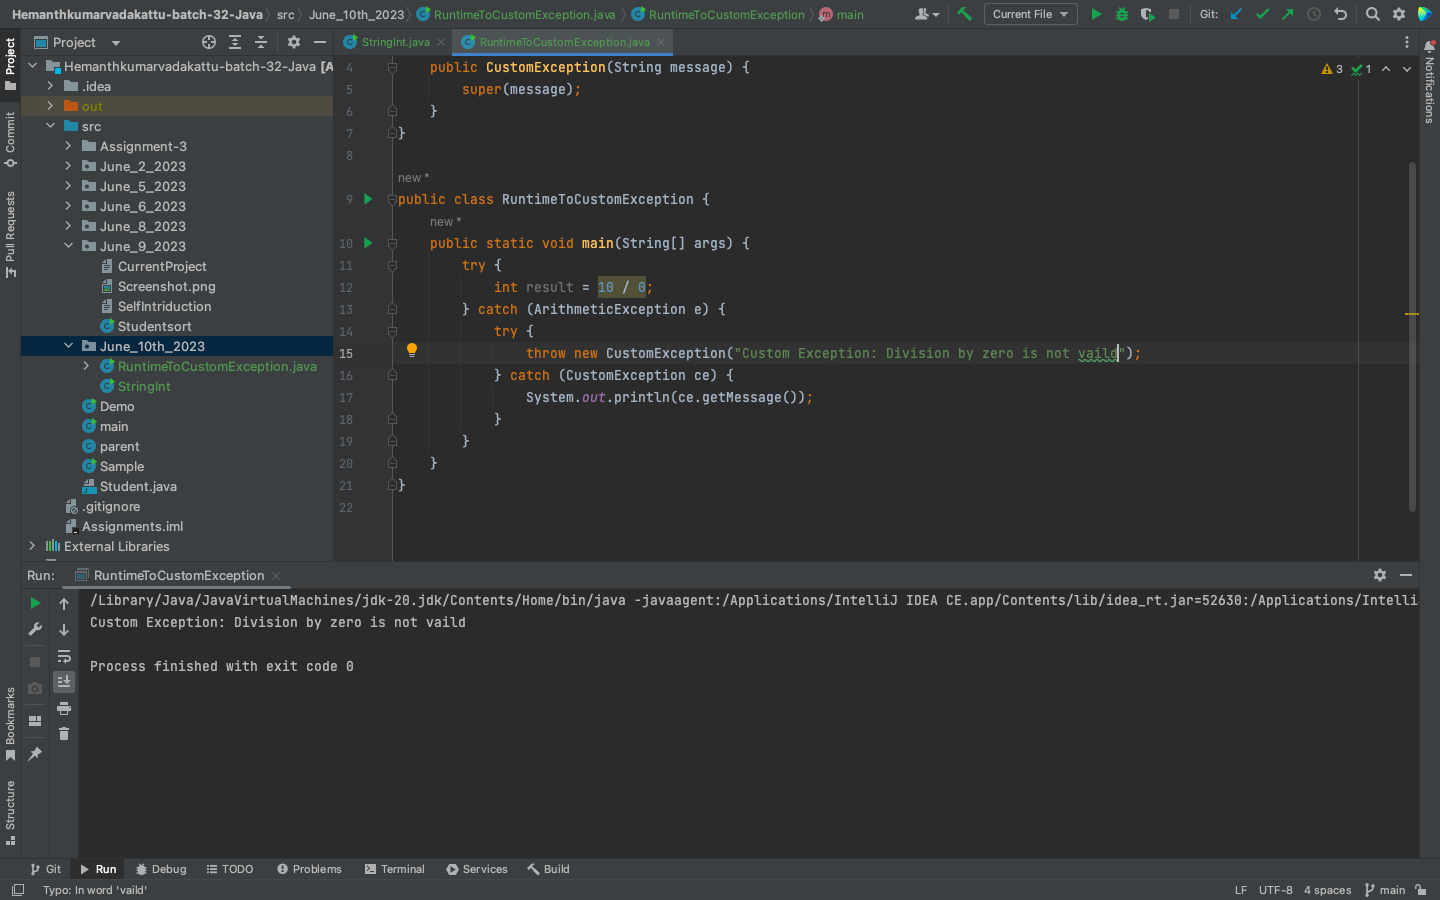 Hemanthkumarvadakattu-batch-32-Java src June_10th_2023 RuntimeToCustomException.java RuntimeToCustomException main
Current File Git:
Project
StringInt.java RuntimeToCustomException.java
Project
Commit
Pull Requests
Bookmarks
Structure
Notifications
Hemanthkumarvadakattu-batch-32-Java [A
.idea
out
src
Assignment-3
June_2_2023
June_5_2023
June_6_2023
June_8_2023
June_9_2023
CurrentProject
Screenshot.png
SelfIntriduction
Studentsort
June_10th_2023
RuntimeToCustomException.java
StringInt
Demo
main
parent
Sample
Student.java
.gitignore
Assignments.iml
External Libraries
3 1
4 public CustomException(String message) {
5 super(message);
6 }
7 }
8
new *
9 public class RuntimeToCustomException {
new *
10 public static void main(String[] args) {
11 try {
12 int result = 10 / 0;
13 } catch (ArithmeticException e) {
14 try {
15 throw new CustomException("Custom Exception: Division by zero is not vaild");
16 } catch (CustomException ce) {
17 System.out.println(ce.getMessage());
18 }
19 }
20 }
21 }
22
Run: RuntimeToCustomException
/Library/Java/JavaVirtualMachines/jdk-20.jdk/Contents/Home/bin/java -javaagent:/Applications/IntelliJ IDEA CE.app/Contents/lib/idea_rt.jar=52630:/Applications/Intelli
Custom Exception: Division by zero is not vaild
Process finished with exit code 0
Git Run Debug TODO Problems Terminal Services Build
Typo: In word 'vaild' LF UTF-8 4 spaces main